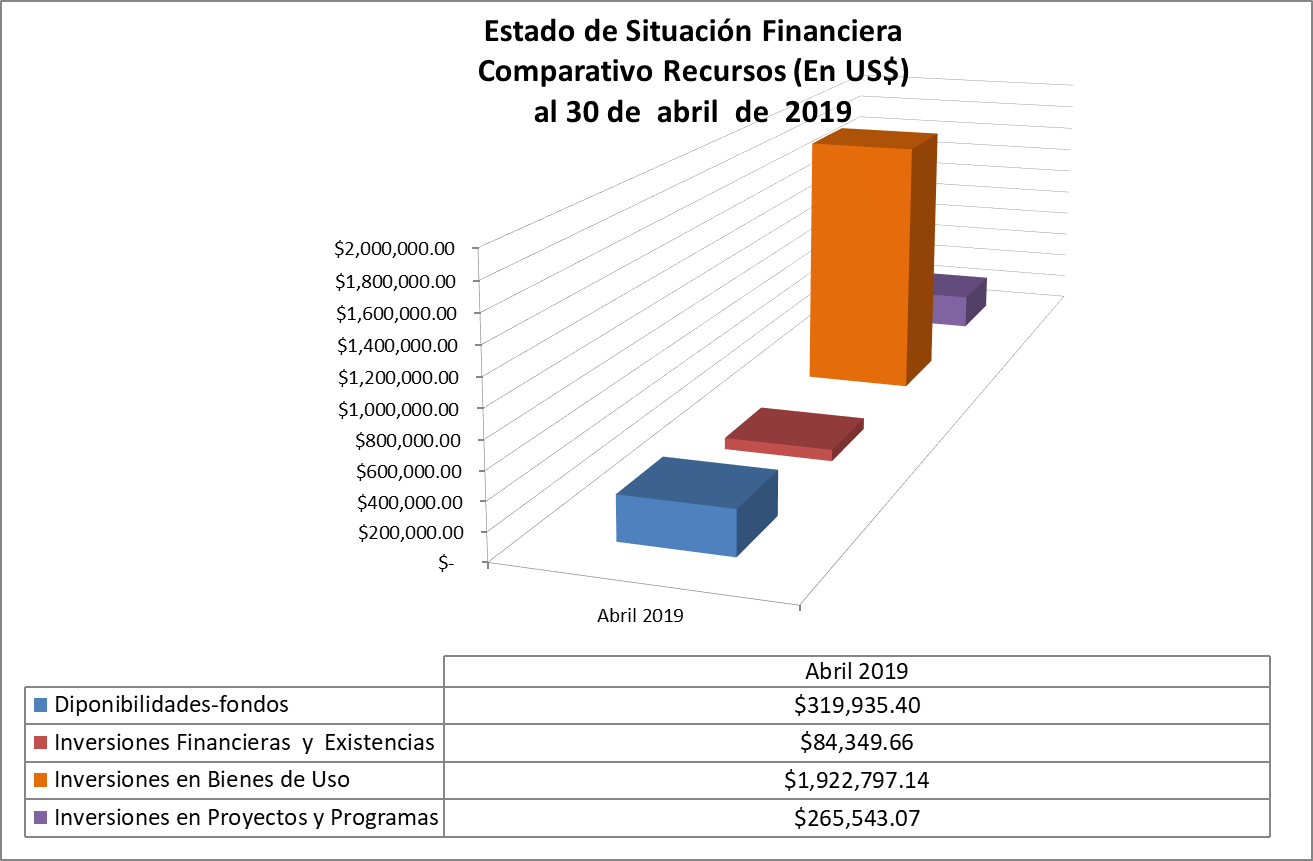 Estado de Situación Financiera
Comparativo Recursos (En US$)
al 30 de abril de 2019
$2,000,000.00
$1,800,000.00
$1,600,000.00
$1,400,000.00
$1,200,000.00
$1,000,000.00
$800,000.00
$600,000.00
$400,000.00
$200,000.00
$-
Abril 2019
Abril 2019
Diponibilidades-fondos $319,935.40
Inversiones Financieras y Existencias $84,349.66
Inversiones en Bienes de Uso $1,922,797.14
Inversiones en Proyectos y Programas $265,543.07